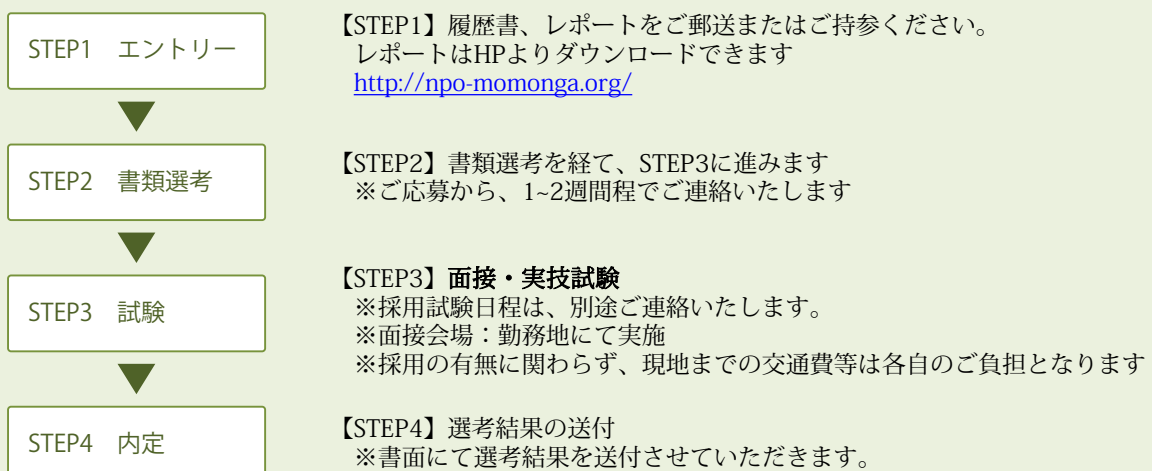 STEP1 エントリー
【STEP1】履歴書、レポートをご郵送またはご持参ください。
レポートはHPよりダウンロードできます
http://npo-momonga.org/
STEP2 書類選考
【STEP2】書類選考を経て、STEP3に進みます
※ご応募から、1~2週間程でご連絡いたします
STEP3 試験
【STEP3】面接・実技試験
※採用試験日程は、別途ご連絡いたします。
※面接会場：勤務地にて実施
※採用の有無に関わらず、現地までの交通費等は各自のご負担となります
STEP4 内定
【STEP4】選考結果の送付
※書面にて選考結果を送付させていただきます。